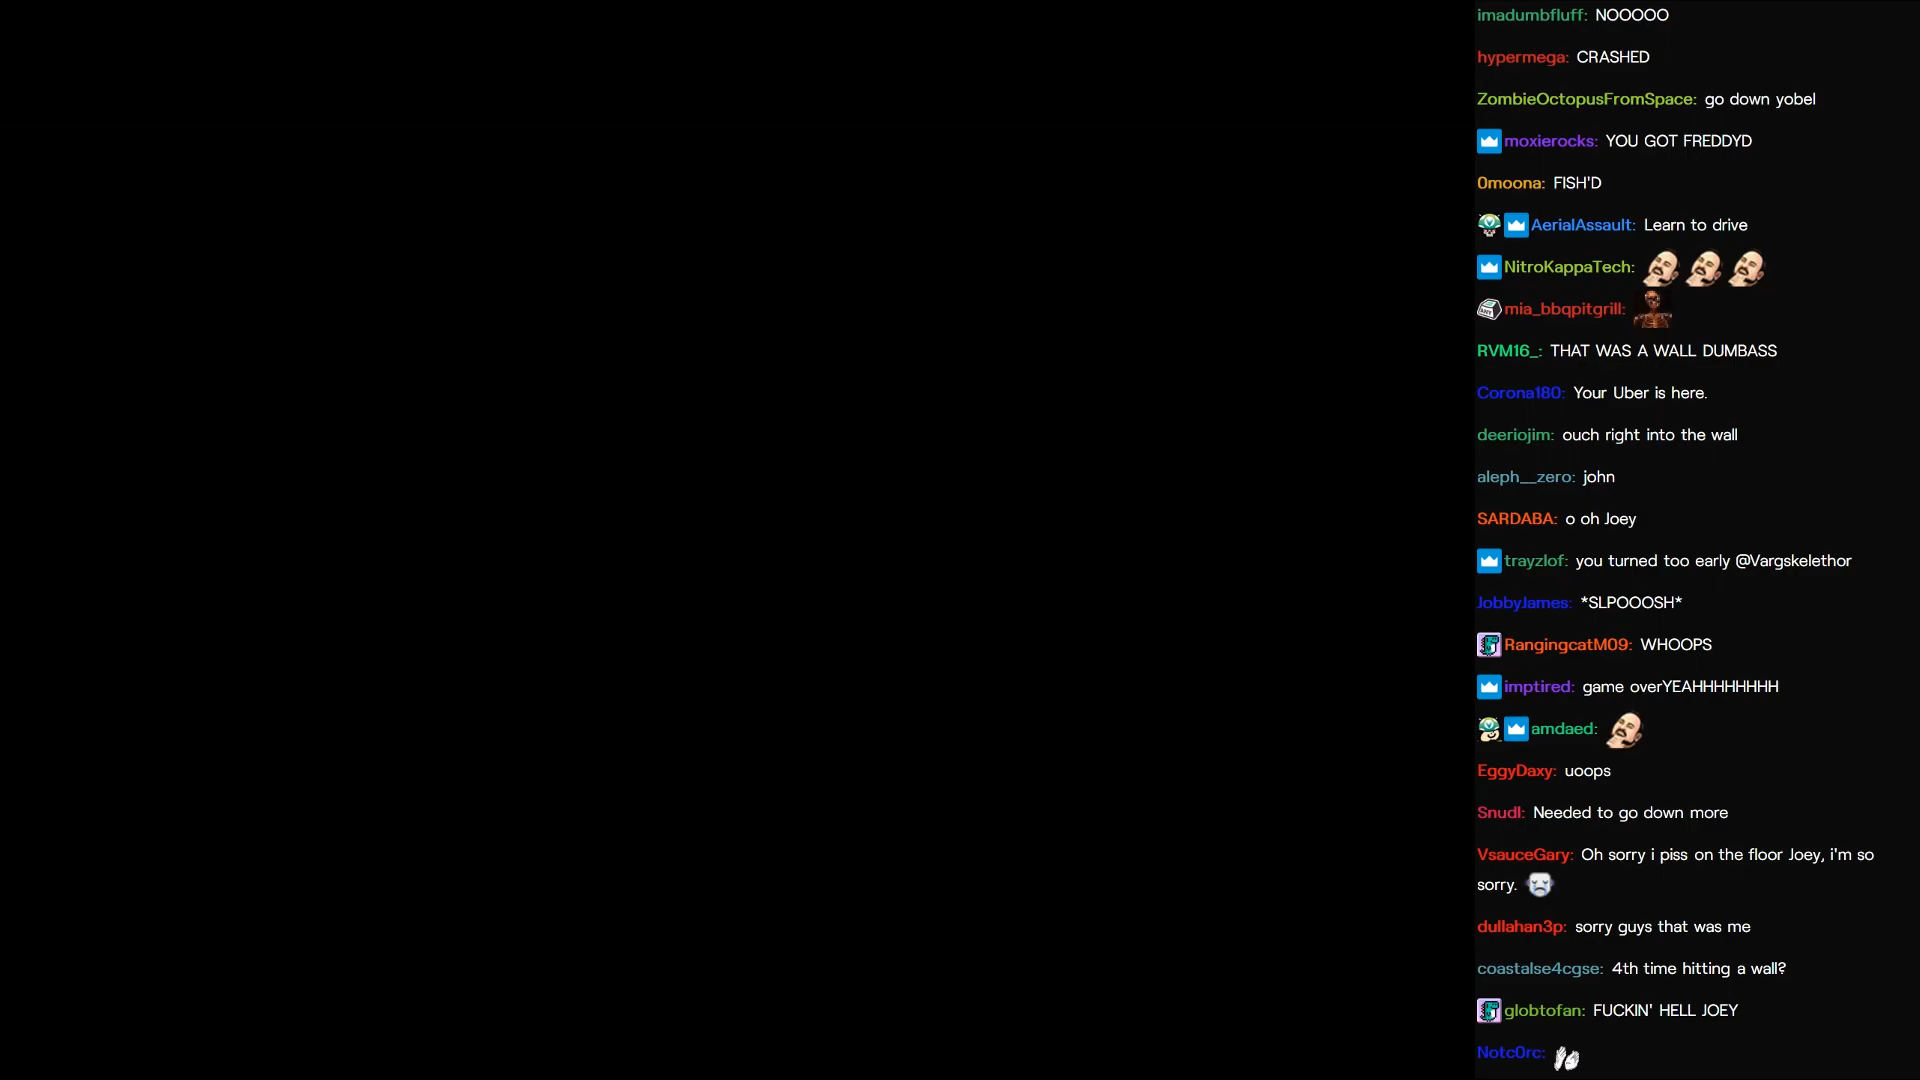 imadumbfluff: NOOOOO
hypermega: CRASHED
ZombieOctopusFromSpace: go down yobel
moxierocks: YOU GOT FREDDYD
0moona: FISH'D
AerialAssault: Learn to drive
NitroKappaTech:
mia_bbqpitgrill:
RVM16_: THAT WAS A WALL DUMBASS
Corona180: Your Uber is here.
deeriojim: ouch right into the wall
aleph__zero: john
SARDABA: o oh Joey
trayzlof: you turned too early @Vargskelethor
JobbyJames: *SLPOOOSH*
RangingcatM09: WHOOPS
imptired: game overYEAHHHHHHHH
amdaed:
EggyDaxy: uoops
Snudl: Needed to go down more
VsauceGary: Oh sorry i piss on the floor Joey, i'm so
sorry.
dullahan3p: sorry guys that was me
coastalse4cgse: 4th time hitting a wall?
globtofan: FUCKIN' HELL JOEY
Notc0rc: